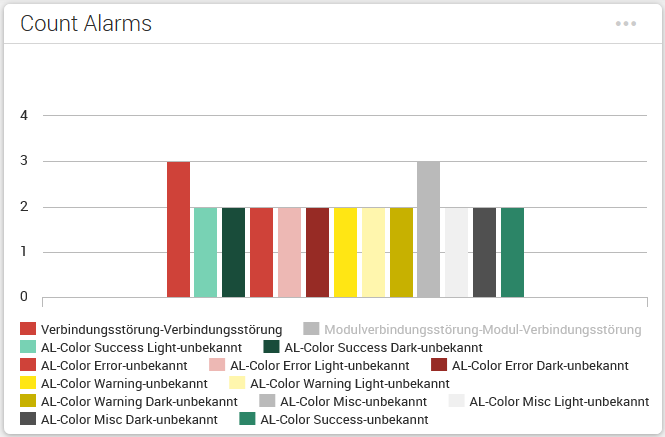 Count Alarms
4
3
2
1
0
Verbindungsstörung-Verbindungsstörung Modulverbindungsstörung-Modul-Verbindungsstörung
AL-Color Success Light-unbekannt AL-Color Success Dark-unbekannt
AL-Color Error-unbekannt AL-Color Error Light-unbekannt AL-Color Error Dark-unbekannt
AL-Color Warning-unbekannt AL-Color Warning Light-unbekannt
AL-Color Warning Dark-unbekannt AL-Color Misc-unbekannt AL-Color Misc Light-unbekannt
AL-Color Misc Dark-unbekannt AL-Color Success-unbekannt